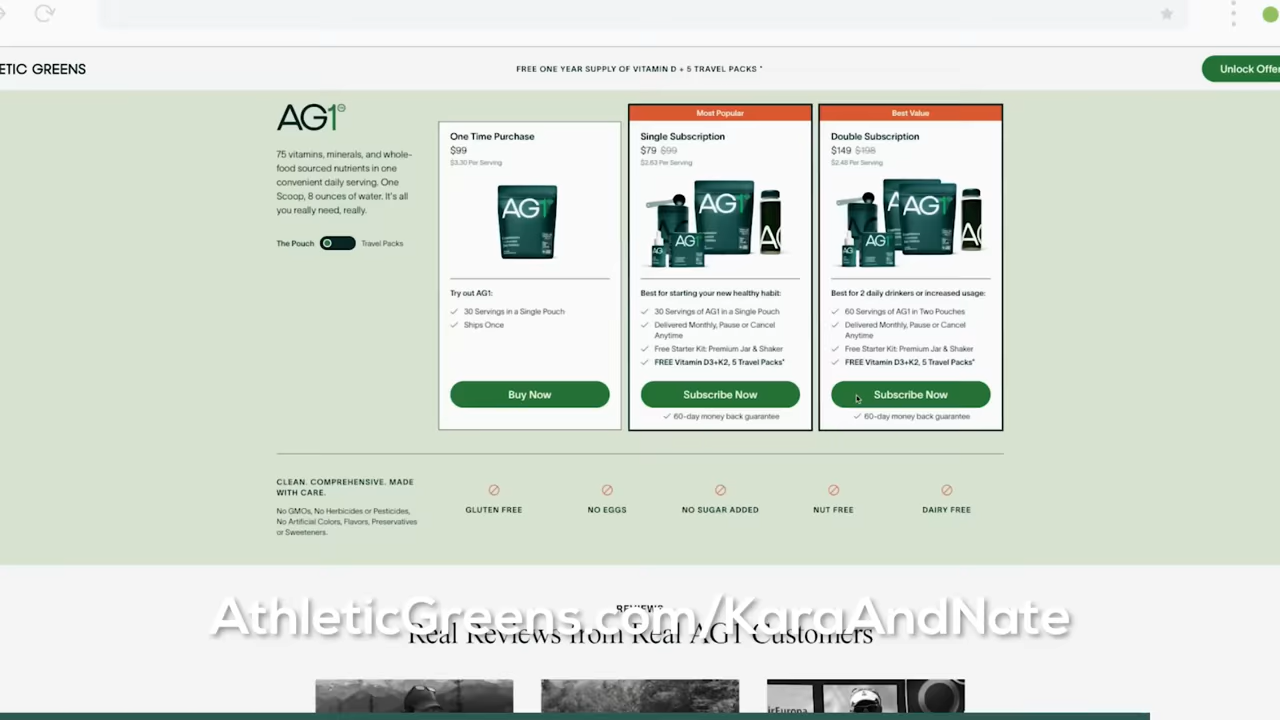 ETIC GREENS
FREE ONE YEAR SUPPLY OF VITAMIN D + 5 TRAVEL PACKS *
Unlock Offer
AG1
75 vitamins, minerals, and whole-
food sourced nutrients in one
convenient daily serving. One
Scoop, 8 ounces of water. It's all
you really need, really.
The Pouch
Travel Packs
One Time Purchase
$99
$3.30 Per Serving
AG1
Try out AG1:
30 Servings in a Single Pouch
Ships Once
Buy Now
Most Popular
Single Subscription
$79 $99
$2.63 Per Serving
AG1
AG1
Best for starting your new healthy habit:
30 Servings of AG1 in a Single Pouch
Delivered Monthly, Pause or Cancel
Anytime
Free Starter Kit: Premium Jar & Shaker
FREE Vitamin D3+K2, 5 Travel Packs*
Subscribe Now
60-day money back guarantee
Best Value
Double Subscription
$149 $198
$2.48 Per Serving
AG1
AG1
Best for 2 daily drinkers or increased usage:
60 Servings of AG1 in Two Pouches
Delivered Monthly, Pause or Cancel
Anytime
Free Starter Kit: Premium Jar & Shaker
FREE Vitamin D3+K2, 5 Travel Packs*
Subscribe Now
60-day money back guarantee
CLEAN. COMPREHENSIVE. MADE
WITH CARE.
No GMOs, No Herbicides or Pesticides,
No Artificial Colors, Flavors, Preservatives
or Sweeteners.
GLUTEN FREE
NO EGGS
NO SUGAR ADDED
NUT FREE
DAIRY FREE
REVIEWS
AthleticGreens.com/KaraAndNate
Real Reviews from Real AG1 Customers
irEuropa